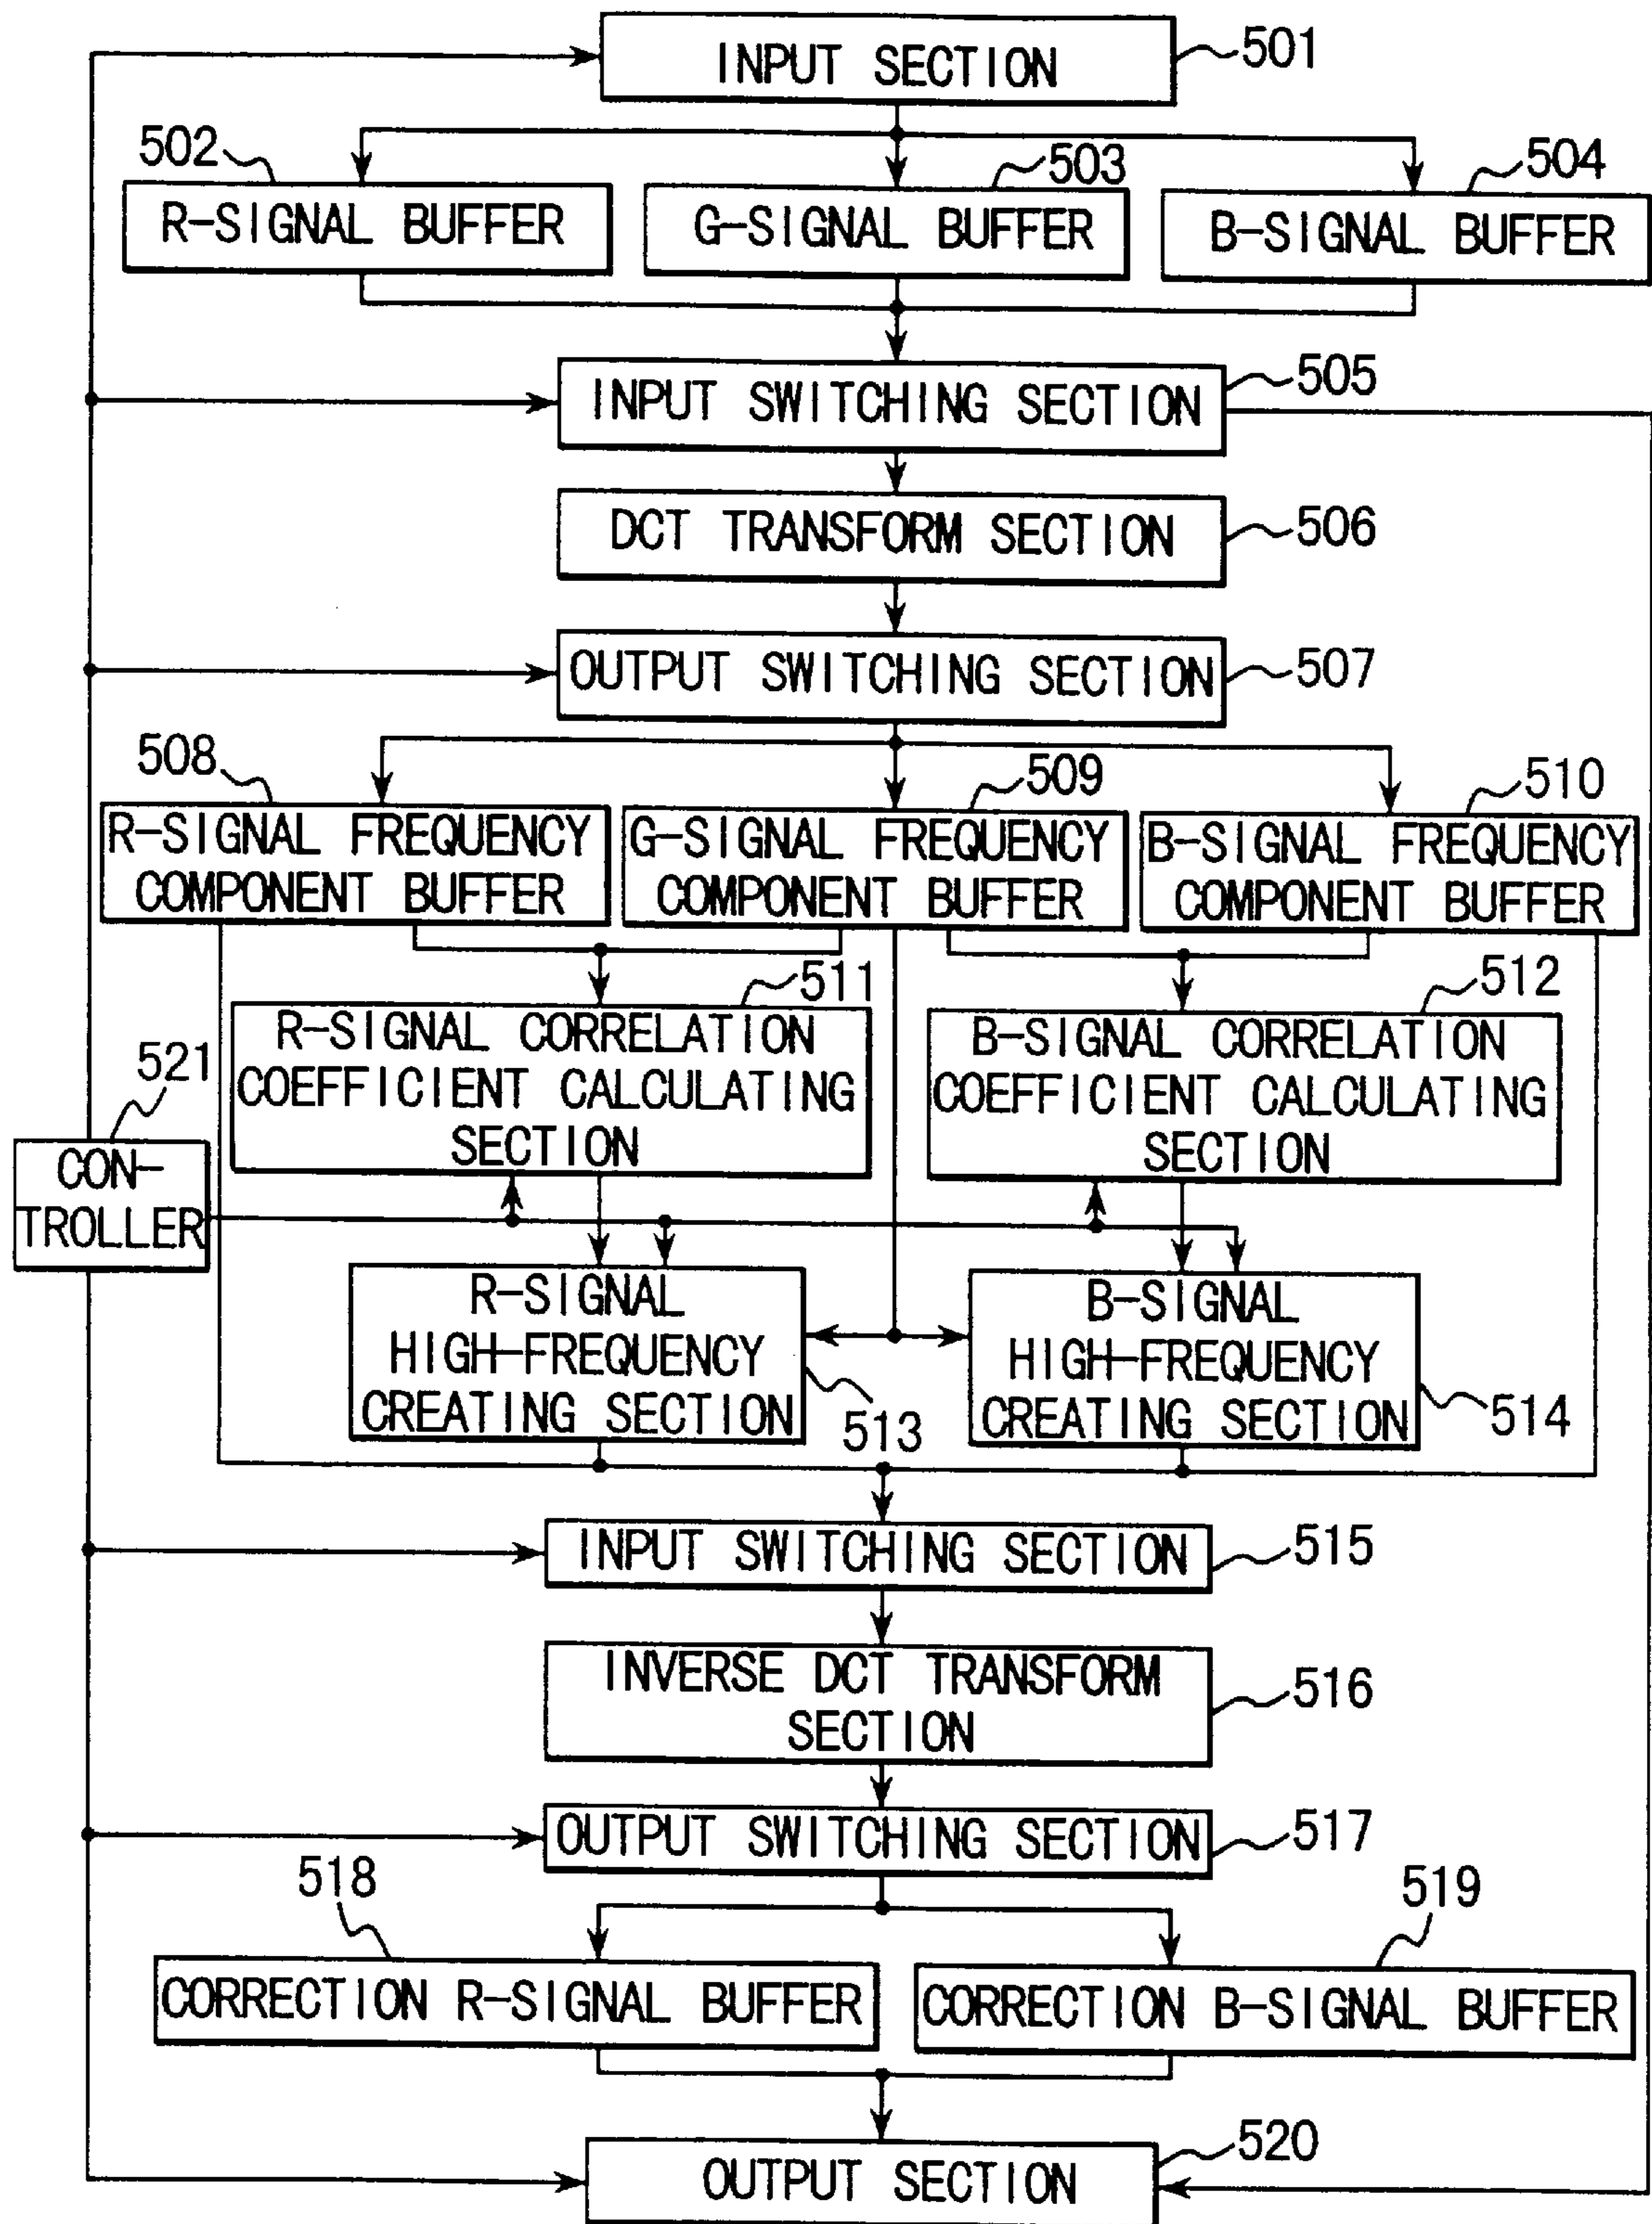 INPUT SECTION
501
502
503
504
R-SIGNAL BUFFER
G-SIGNAL BUFFER
B-SIGNAL BUFFER
INPUT SWITCHING SECTION
505
DCT TRANSFORM SECTION
506
OUTPUT SWITCHING SECTION
507
508
509
510
R-SIGNAL FREQUENCY
COMPONENT BUFFER
G-SIGNAL FREQUENCY
COMPONENT BUFFER
B-SIGNAL FREQUENCY
COMPONENT BUFFER
511
512
R-SIGNAL CORRELATION
COEFFICIENT CALCULATING
SECTION
B-SIGNAL CORRELATION
COEFFICIENT CALCULATING
SECTION
521
CON-
TROLLER
R-SIGNAL
HIGH-FREQUENCY
CREATING SECTION
513
B-SIGNAL
HIGH-FREQUENCY
CREATING SECTION
514
INPUT SWITCHING SECTION
515
INVERSE DCT TRANSFORM
SECTION
516
OUTPUT SWITCHING SECTION
517
518
519
CORRECTION R-SIGNAL BUFFER
CORRECTION B-SIGNAL BUFFER
OUTPUT SECTION
520